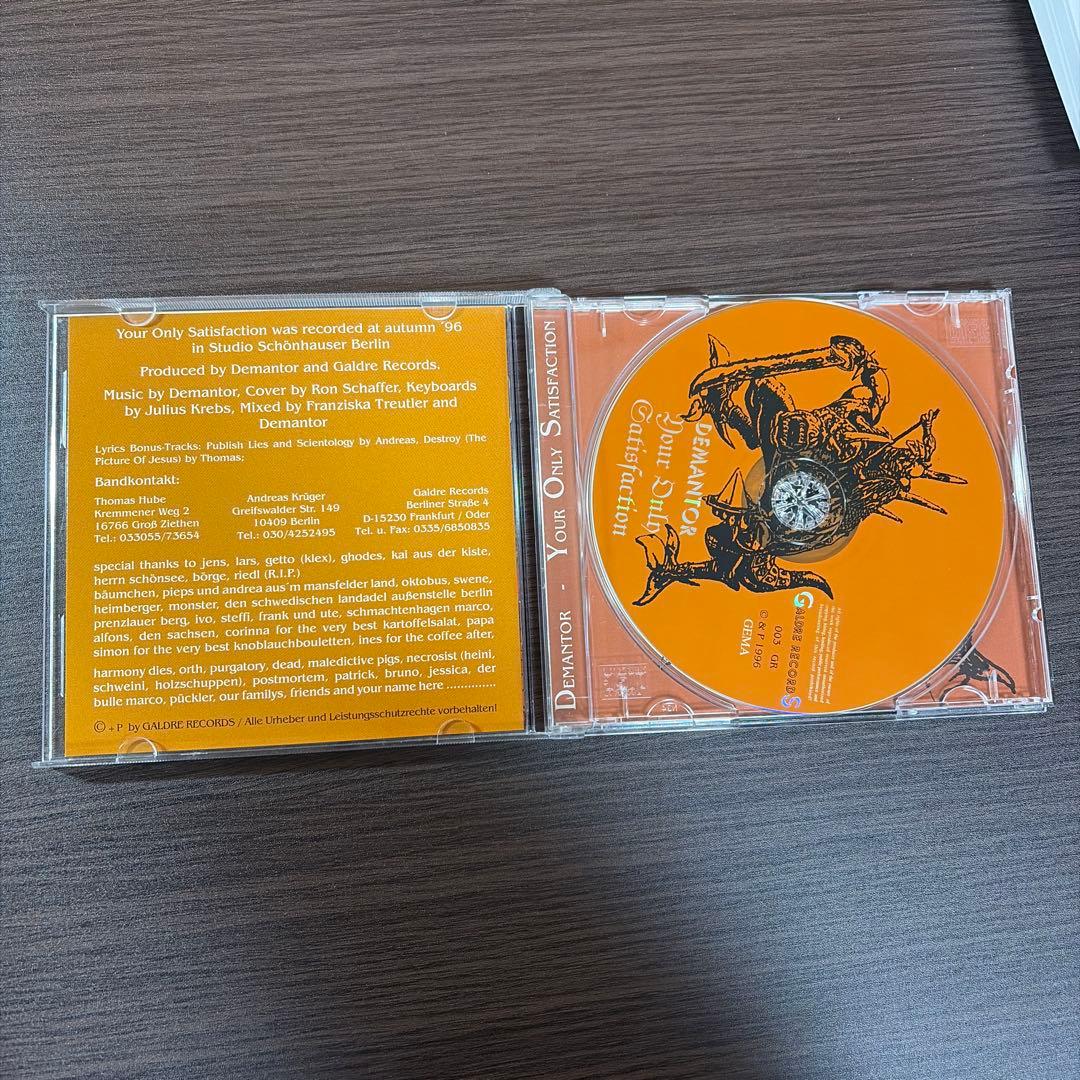 Your Only Satisfaction was recorded at autumn ´96
in Studio Schönhauser Berlin
Produced by Demantor and Galdre Records.
Music by Demantor, Cover by Ron Schaffer, Keyboards
by Julius Krebs, Mixed by Franziska Treutler and
Demantor
Lyrics Bonus-Tracks: Publish Lies and Scientology by Andreas, Destroy (The
Picture Of Jesus) by Thomas;
Bandkontakt:
Thomas Hube
Kremmener Weg 2
16766 Groß Ziethen
Tel.: 033055/73654
Andreas Krüger
Greifswalder Str. 149
10409 Berlin
Tel.: 030/4252495
Galdre Records
Berliner Straße 4
D-15230 Frankfurt / Oder
Tel. u. Fax: 0335/6850835
special thanks to jens, lars, getto (klex), ghodes, kai aus der kiste,
herrn schönsee, börge, riedl (R.I.P.)
bäumchen, pieps und andrea aus´m mansfelder land, oktobus, swene,
heimberger, monster, den schwedischen landadel außenstelle berlin
prenzlauer berg, ivo, steffi, frank und ute, schmachtenhagen marco,
alfons, den sachsen, corinna for the very best kartoffelsalat, papa
simon for the very best knoblauchbouletten, ines for the coffee after,
harmony dies, orth, purgatory, dead, maledictive pigs, necrosist (heini,
schweini, holzschuppen), postmortem, patrick, bruno, jessica, der
bulle marco, pückler, our familys, friends and your name here ..............
© + P by GALDRE RECORDS / Alle Urheber und Leistungsschutzrechte vorbehalten!
DEMANTOR - YOUR ONLY SATISFACTION
DEMANTOR
Your Only
Satisfaction
GALDRE RECORDS
003 GR
© & P 1996
GEMA